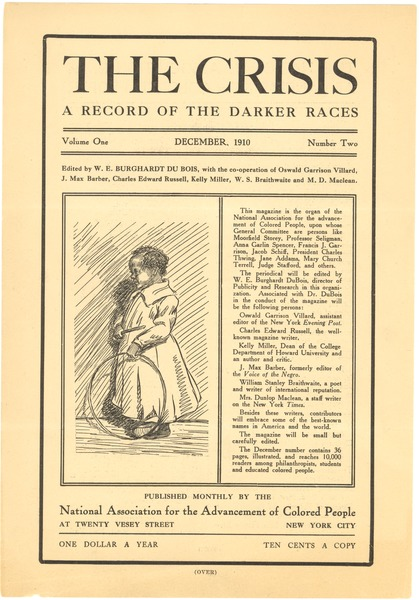 THE CRISIS
A RECORD OF THE DARKER RACES
Volume One DECEMBER, 1910 Number Two
Edited by W. E. BURGHARDT DU BOIS, with the co-operation of Oswald Garrison Villard,
J. Max Barber, Charles Edward Russell, Kelly Miller, W. S. Braithwaite and M. D. Maclean.
This magazine is the organ of the
National Association for the advance-
ment of Colored People, upon whose
General Committee are persons like
Moorfield Storey, Professor Seligman,
Anna Garlin Spencer, Francis J. Gar-
rison, Jacob Schiff, President Charles
Thwing, Jane Addams, Mary Church
Terrell, Judge Stafford, and others.
The periodical will be edited by
W. E. Burghardt DuBois, director of
Publicity and Research in this organi-
zation. Associated with Dr. DuBois
in the conduct of the magazine will
be the following persons:
Oswald Garrison Villard, assistant
editor of the New York Evening Post.
Charles Edward Russell, the well-
known magazine writer.
Kelly Miller, Dean of the College
Department of Howard University and
an author and critic.
J. Max Barber, formerly editor of
the Voice of the Negro.
William Stanley Braithwaite, a poet
and writer of international reputation.
Mrs. Dunlop Maclean, a staff writer
on the New York Times.
Besides these writers, contributors
will embrace some of the best-known
names in America and the world.
The magazine will be small but
carefully edited.
The December number contains 36
pages, illustrated, and reaches 10,000
readers among philanthropists, students
and educated colored people.
PUBLISHED MONTHLY BY THE
National Association for the Advancement of Colored People
AT TWENTY VESEY STREET NEW YORK CITY
ONE DOLLAR A YEAR TEN CENTS A COPY
(OVER)